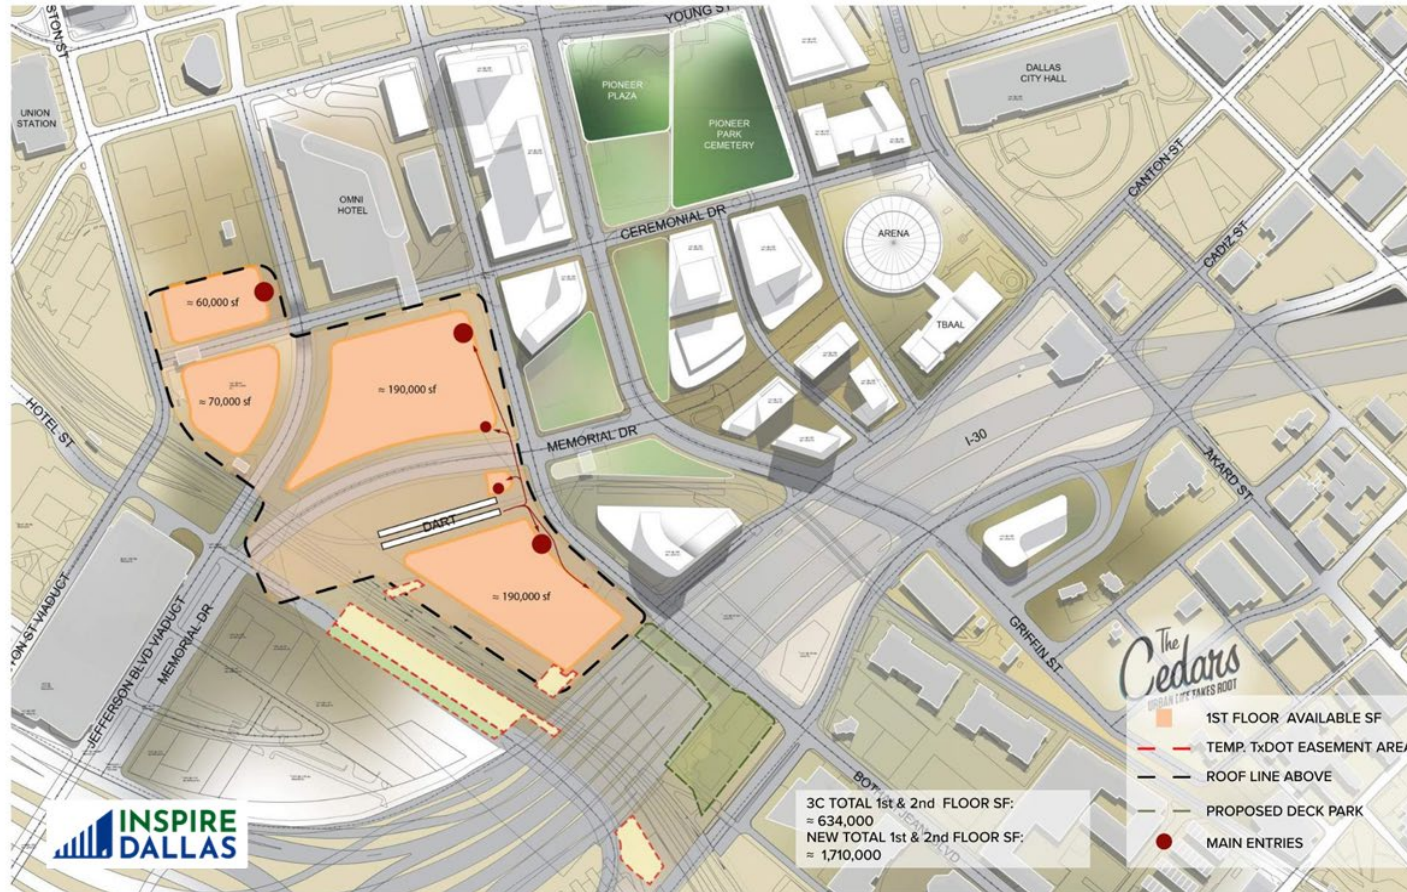 YOUNG ST
UNION
STATION
PIONEER
PLAZA
DALLAS
CITY HALL
PIONEER
PARK
CEMETERY
CANTON ST
OMNI
HOTEL
CEREMONIAL DR
ARENA
CADIZ ST
≈ 60,000 sf
TBAAL
≈ 190,000 sf
≈ 70,000 sf
HOTEL ST
MEMORIAL DR
I-30
AKARD ST
DART
≈ 190,000 sf
GRIFFIN ST
JEFFERSON BLVD VIADUCT
MEMORIAL DR
The
Cedars
URBAN LIFE TAKES ROOT
1ST FLOOR AVAILABLE SF
TEMP. TxDOT EASEMENT AREA
ROOF LINE ABOVE
PROPOSED DECK PARK
MAIN ENTRIES
3C TOTAL 1st & 2nd FLOOR SF:
≈ 634,000
NEW TOTAL 1st & 2nd FLOOR SF:
≈ 1,710,000
INSPIRE
DALLAS